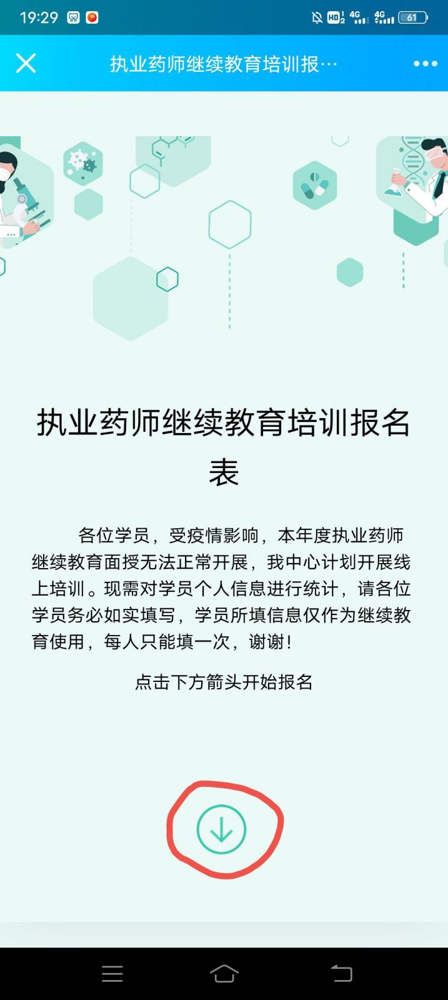 19:29
HD 1 2 4G 4G 61
执业药师继续教育培训报…
执业药师继续教育培训报名
表
各位学员，受疫情影响，本年度执业药师
继续教育面授无法正常开展，我中心计划开展线
上培训。现需对学员个人信息进行统计，请各位
学员务必如实填写，学员所填信息仅作为继续教
育使用，每人只能填一次，谢谢！
点击下方箭头开始报名